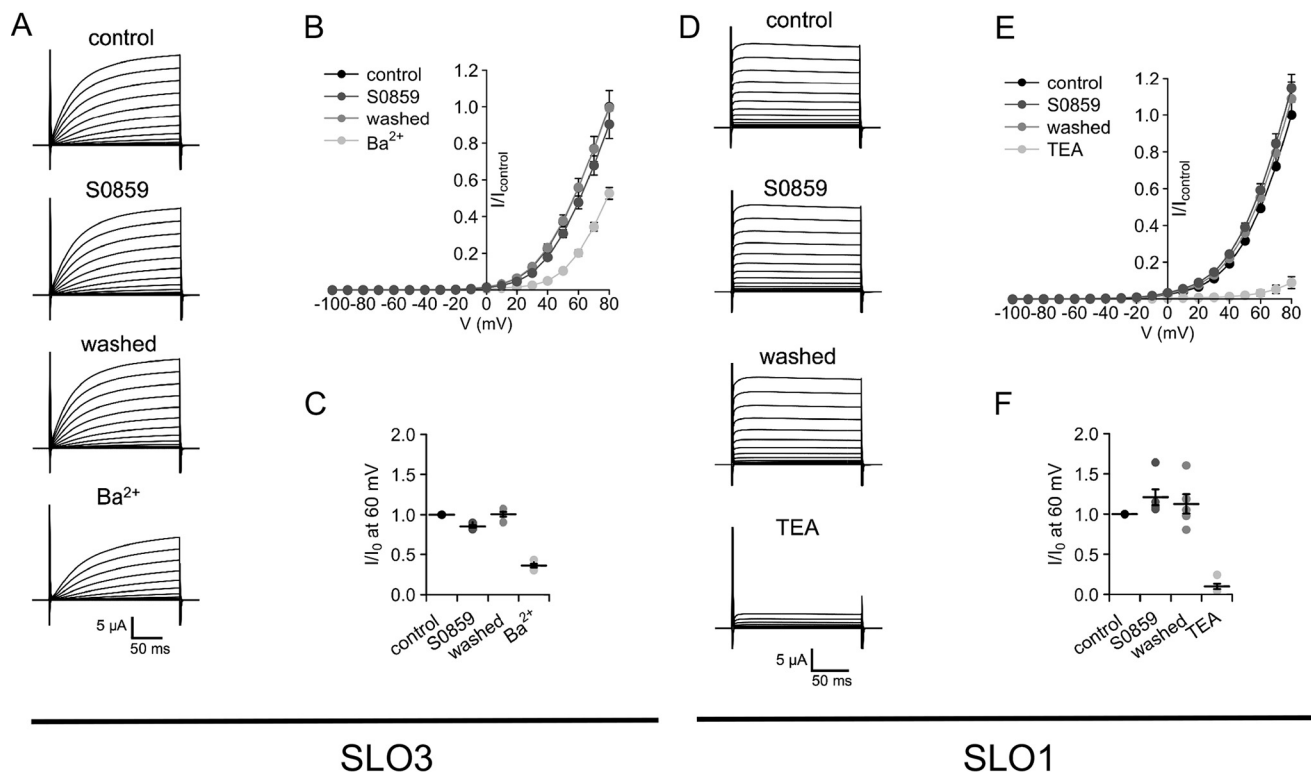 A
control
S0859
washed
Ba²⁺
5 µA
50 ms
B
control
S0859
washed
Ba²⁺
1.2
1.0
0.8
0.6
0.4
0.2
I/Icontrol
-100 -80 -60 -40 -20 0 20 40 60 80
V (mV)
C
2.0
1.5
1.0
0.5
0.0
I/I₀ at 60 mV
control
S0859
washed
Ba²⁺
SLO3
D
control
S0859
washed
TEA
5 µA
50 ms
E
control
S0859
washed
TEA
1.2
1.0
0.8
0.6
0.4
0.2
I/Icontrol
-100 -80 -60 -40 -20 0 20 40 60 80
V (mV)
F
2.0
1.5
1.0
0.5
0.0
I/I₀ at 60 mV
control
S0859
washed
TEA
SLO1